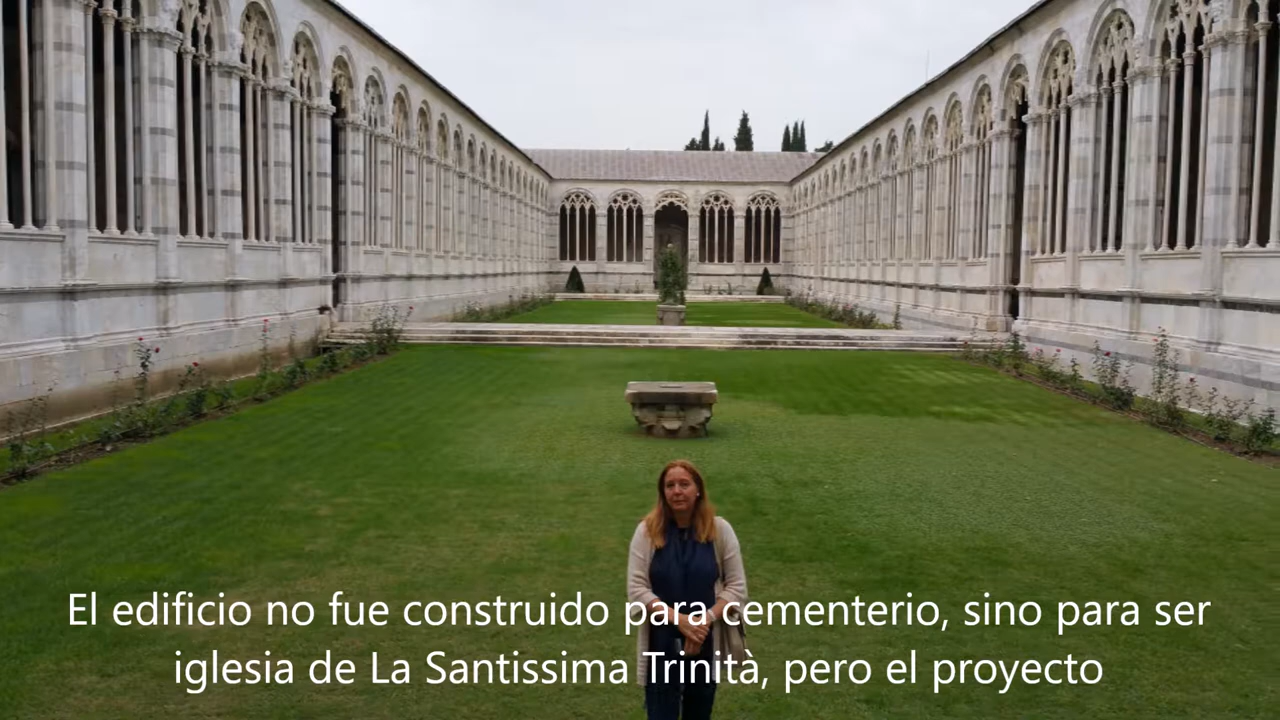 El edificio no fue construido para cementerio, sino para ser
iglesia de La Santissima Trinità, pero el proyecto